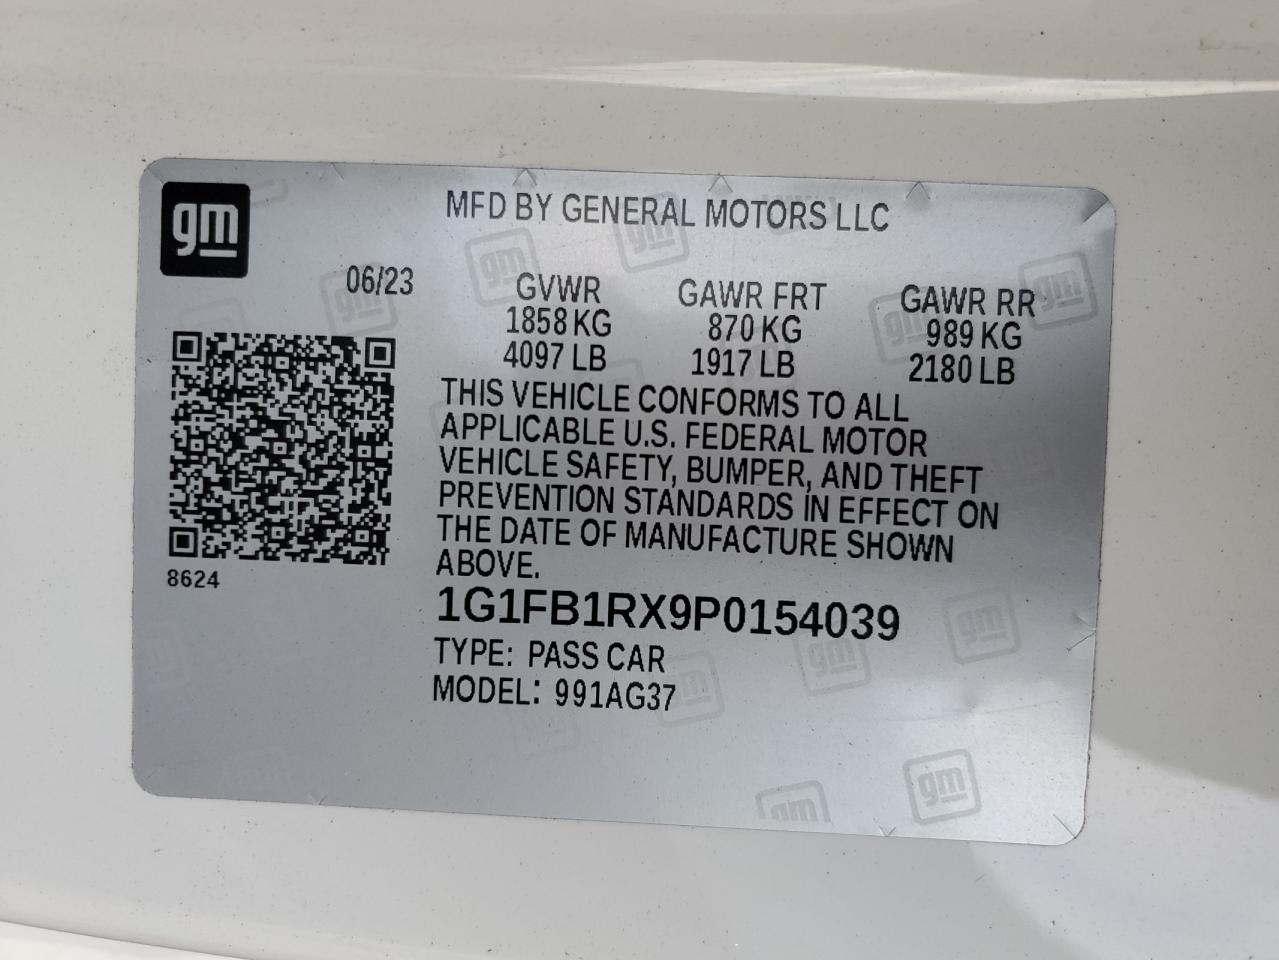 gm
MFD BY GENERAL MOTORS LLC
06/23
GVWR GAWR FRT GAWR RR
1858 KG 870 KG 989 KG
4097 LB 1917 LB 2180 LB
THIS VEHICLE CONFORMS TO ALL
APPLICABLE U.S. FEDERAL MOTOR
VEHICLE SAFETY, BUMPER, AND THEFT
PREVENTION STANDARDS IN EFFECT ON
THE DATE OF MANUFACTURE SHOWN
ABOVE.
8624
1G1FB1RX9P0154039
TYPE: PASS CAR
MODEL: 991AG37